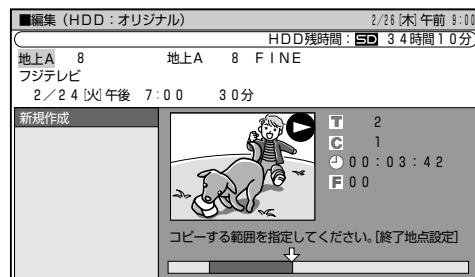 ■編集（HDD：オリジナル） 2/26[木]午前 9:00
HDD残時間：SD 34時間10分
地上A 8 地上A 8 FINE
フジテレビ
2／24[火]午後 7:00 30分
新規作成
T 2
C 1
00:03:42
F 00
コピーする範囲を指定してください。[終了地点設定]